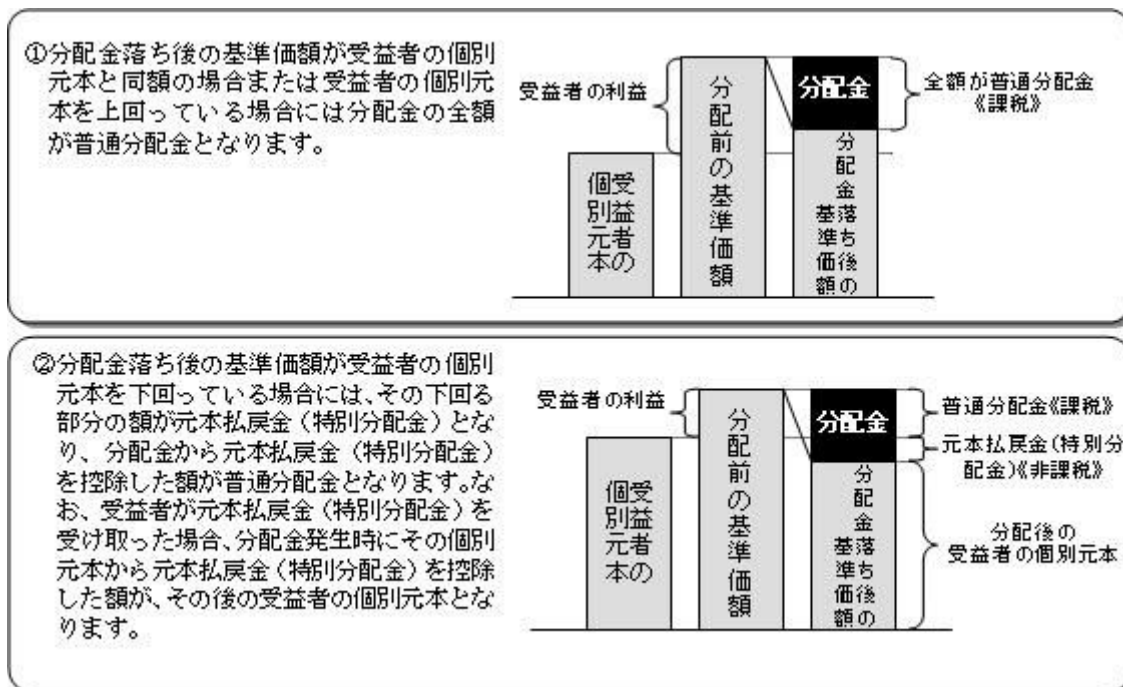 ①分配金落ち後の基準価額が受益者の個別
元本と同額の場合または受益者の個別元
本を上回っている場合には分配金の全額
が普通分配金となります。
受益者の利益
受益者の
個別元本
分配前の基準価額
分配金
分配金落ち後の
基準価額
全額が普通分配金
《課税》
②分配金落ち後の基準価額が受益者の個別
元本を下回っている場合には、その下回る
部分の額が元本払戻金（特別分配金）とな
り、分配金から元本払戻金（特別分配金）
を控除した額が普通分配金となります。な
お、受益者が元本払戻金（特別分配金）を
受け取った場合、分配金発生時にその個別
元本から元本払戻金（特別分配金）を控除
した額が、その後の受益者の個別元本とな
ります。
受益者の利益
受益者の
個別元本
分配前の基準価額
分配金
分配金落ち後の
基準価額
普通分配金《課税》
元本払戻金（特別分
配金）《非課税》
分配後の
受益者の個別元本